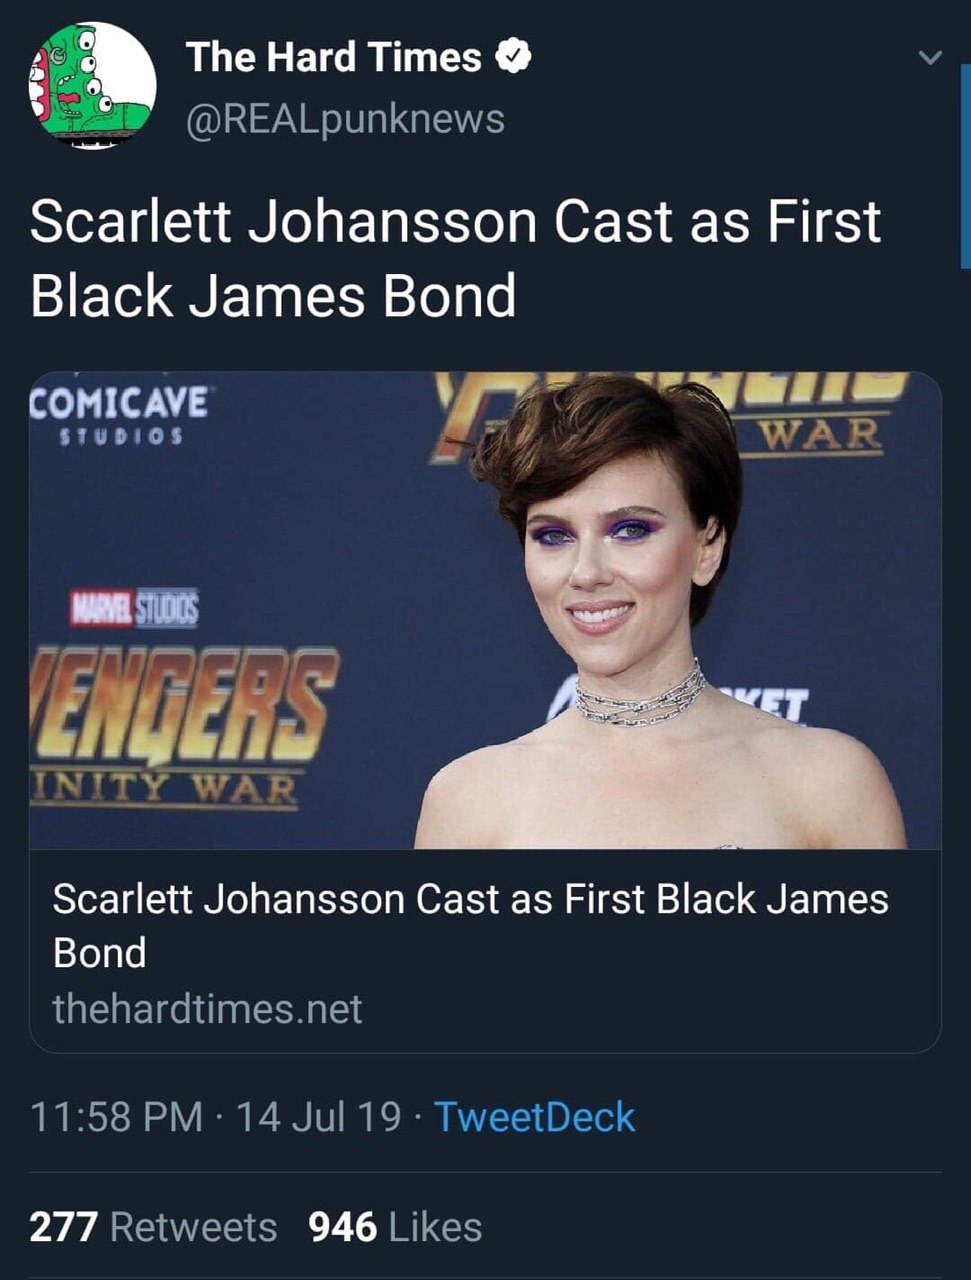 The Hard Times
@REALpunknews
Scarlett Johansson Cast as First
Black James Bond
COMICAVE
STUDIOS
WAR
MARVEL STUDIOS
VENGERS
INITY WAR
KET
Scarlett Johansson Cast as First Black James
Bond
thehardtimes.net
11:58 PM · 14 Jul 19 · TweetDeck
277 Retweets 946 Likes